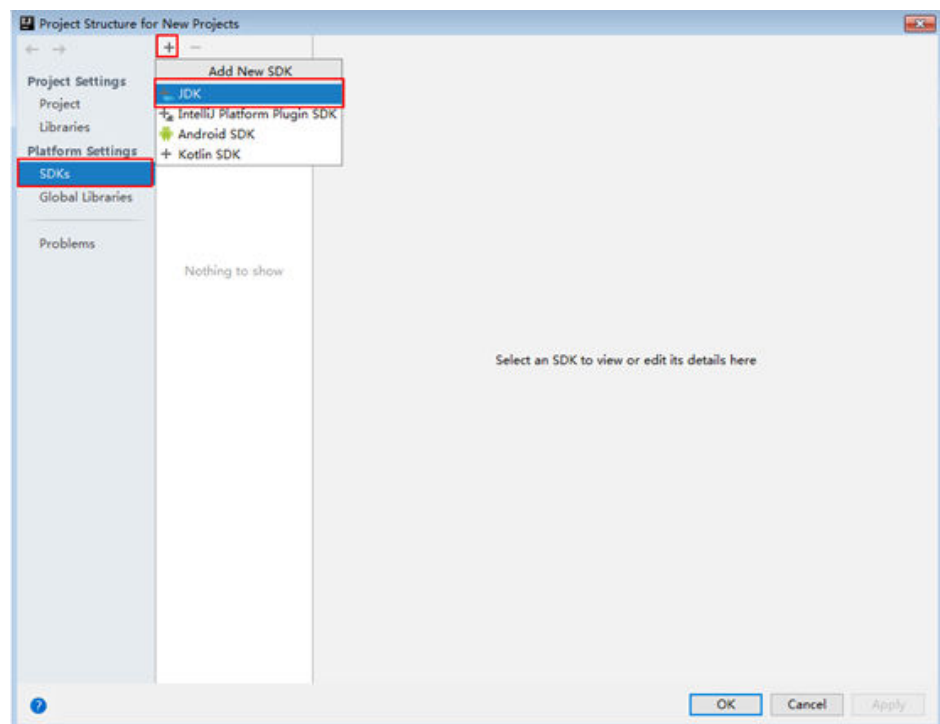 Project Structure for New Projects
Project Settings
Project
Libraries
Platform Settings
SDKs
Global Libraries
Problems
Add New SDK
JDK
IntelliJ Platform Plugin SDK
Android SDK
Kotlin SDK
Nothing to show
Select an SDK to view or edit its details here
OK
Cancel
Apply